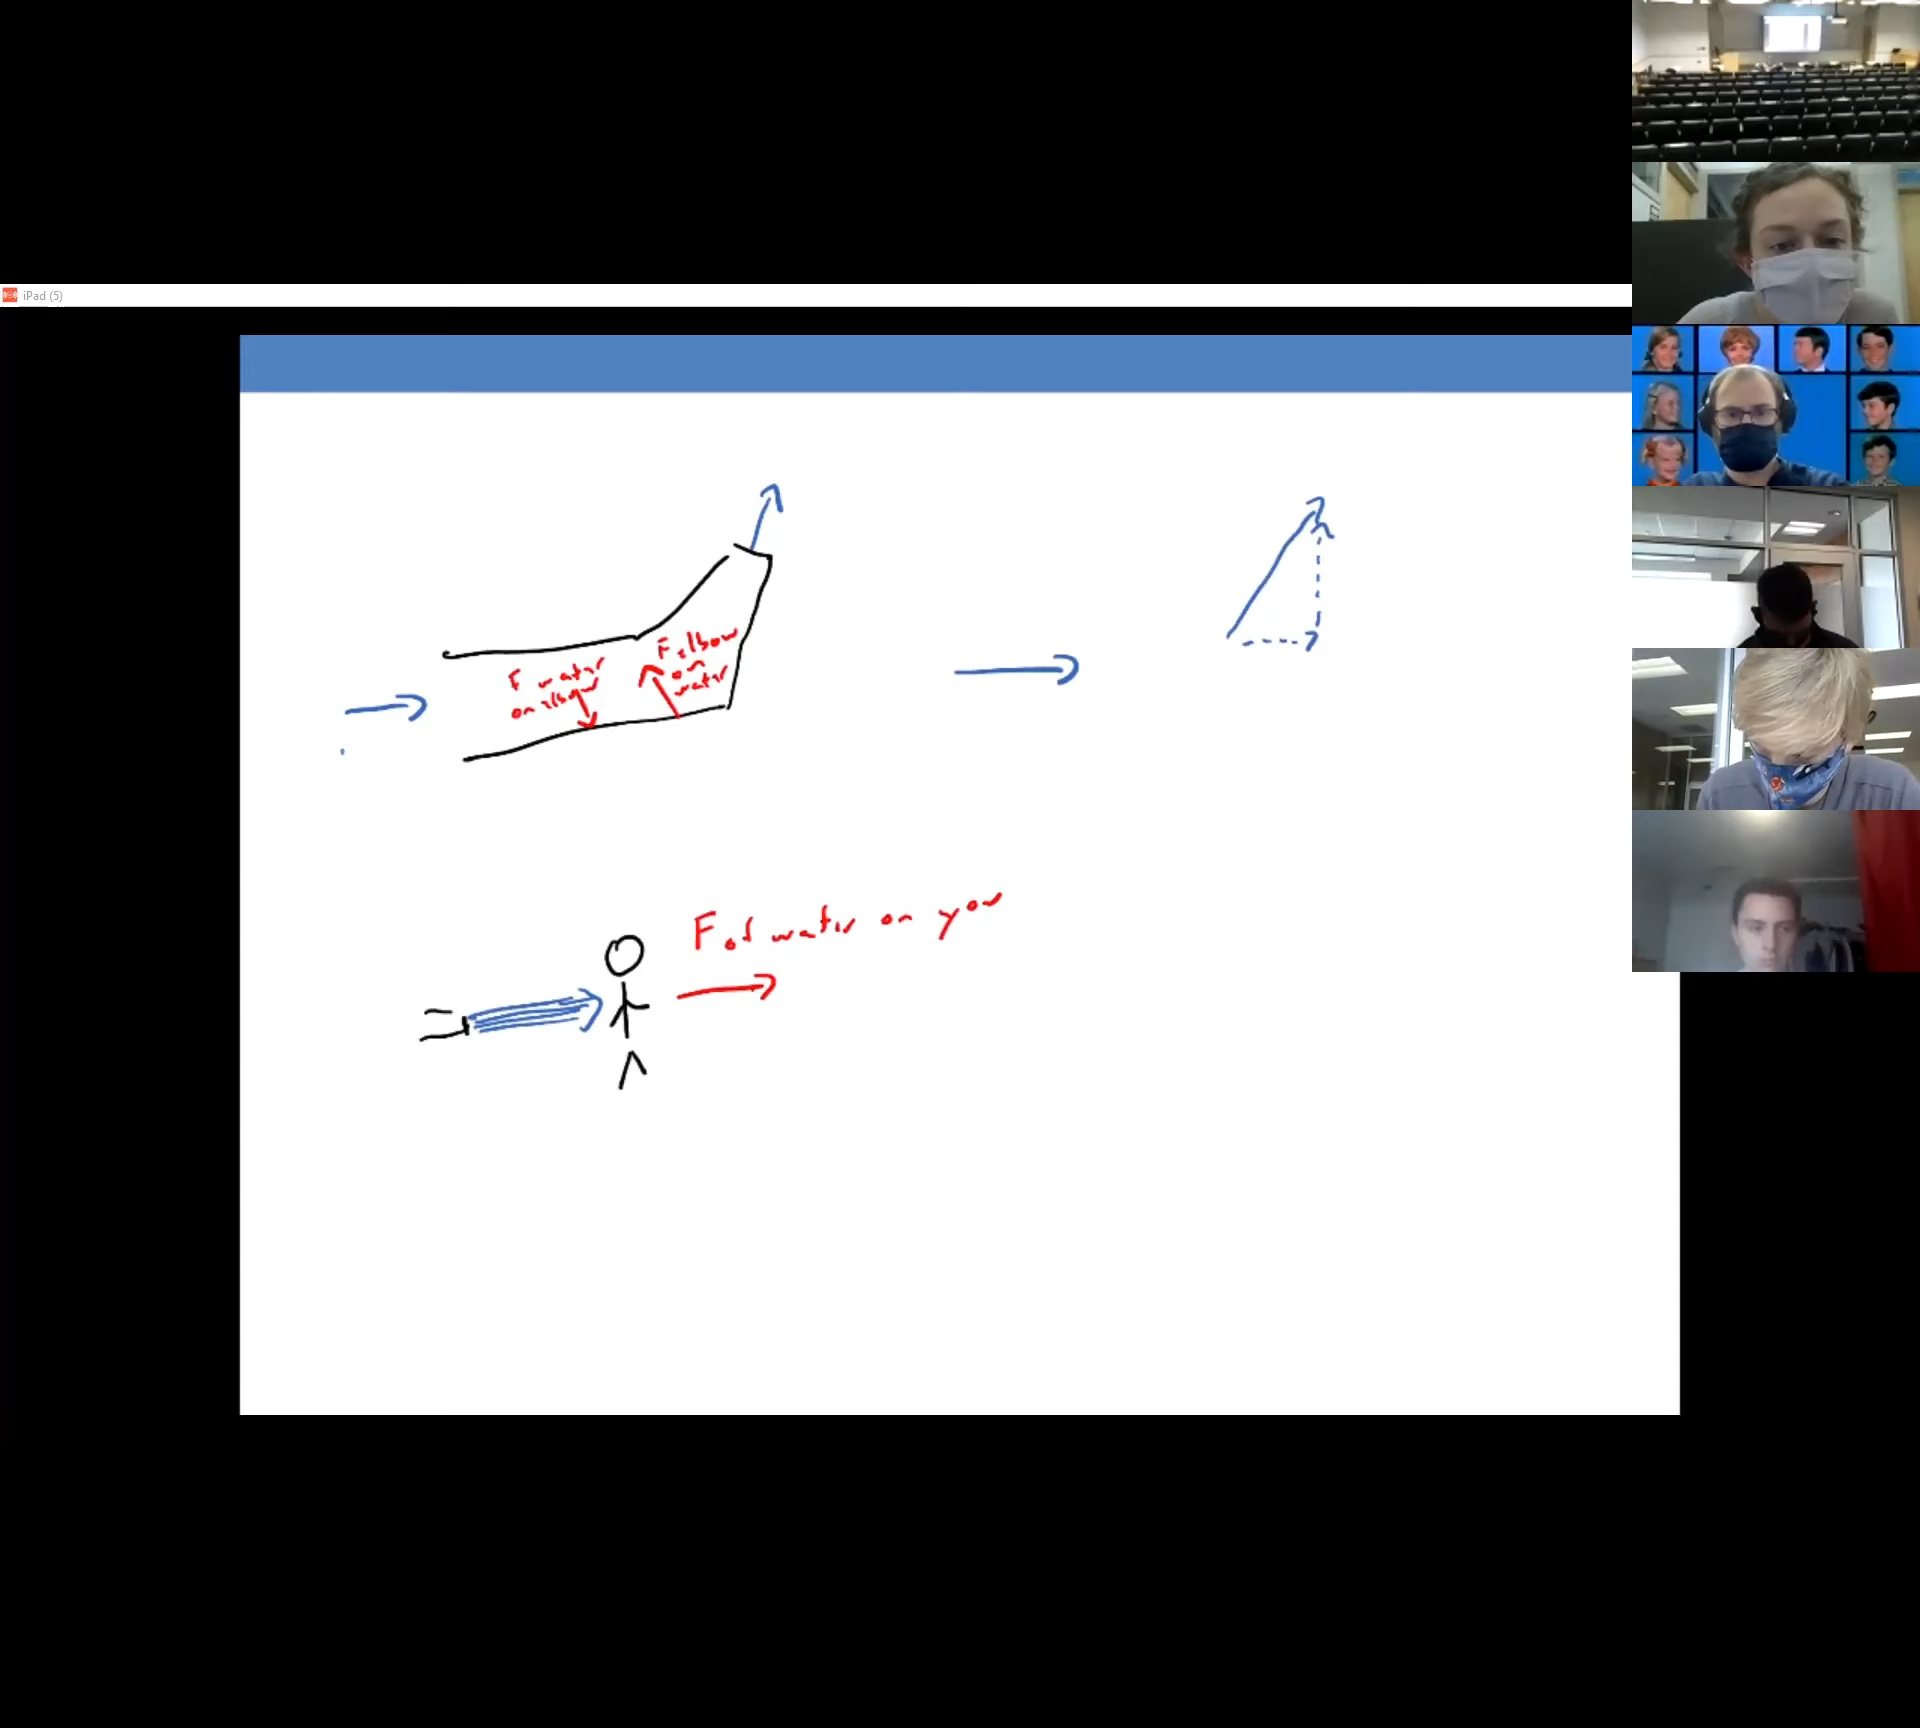 iPad (5)
F elbow
on
water
F water
on elbow
F of water on you